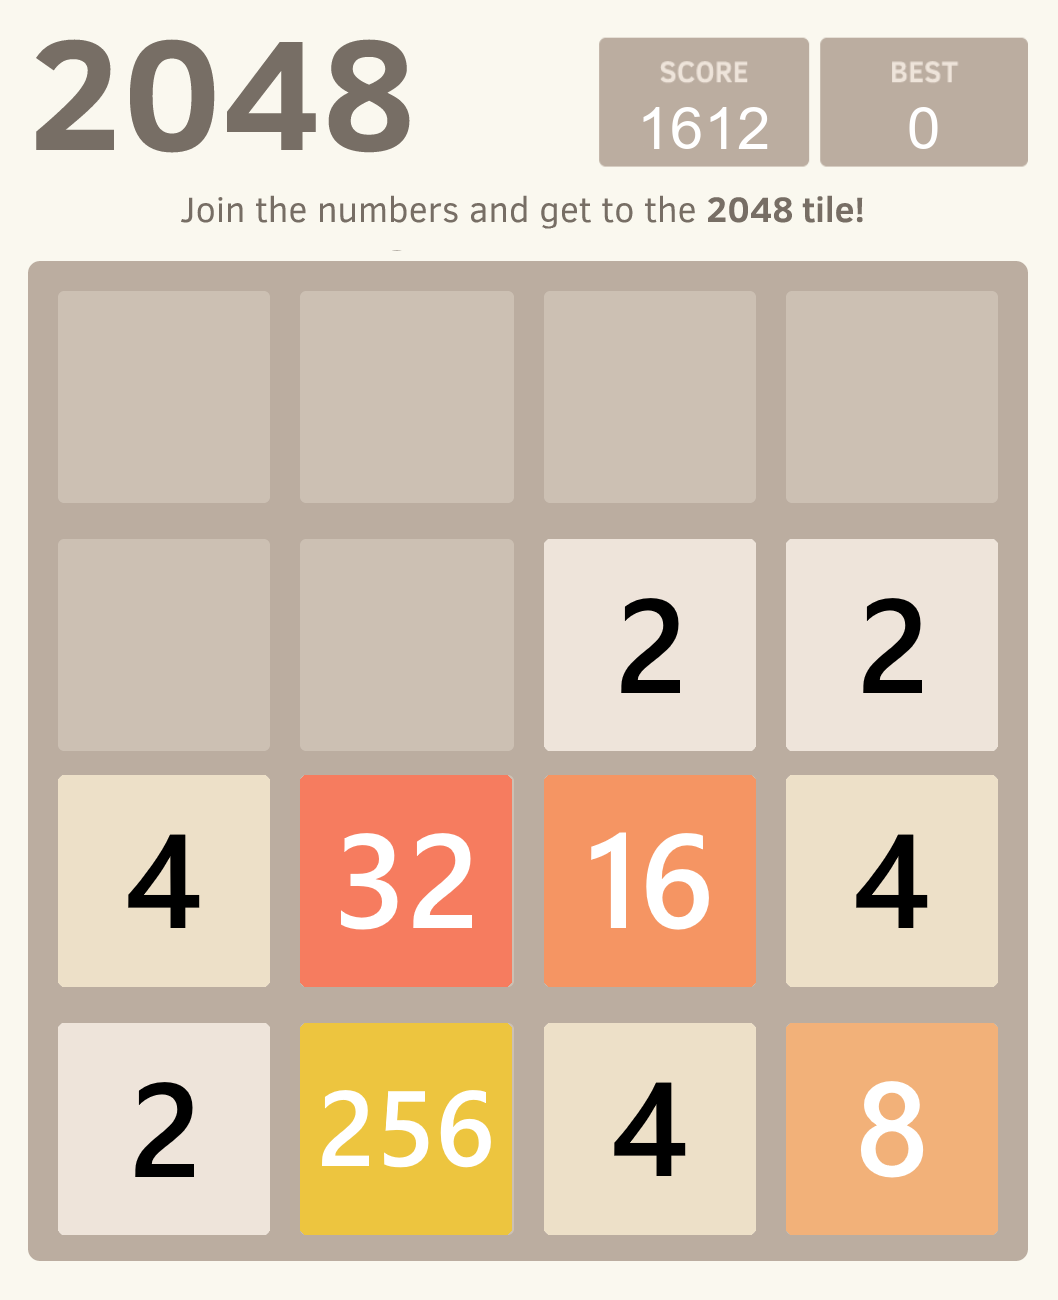 2048
SCORE BEST
1612 0
Join the numbers and get to the 2048 tile!
2 2
4 32 16 4
2 256 4 8